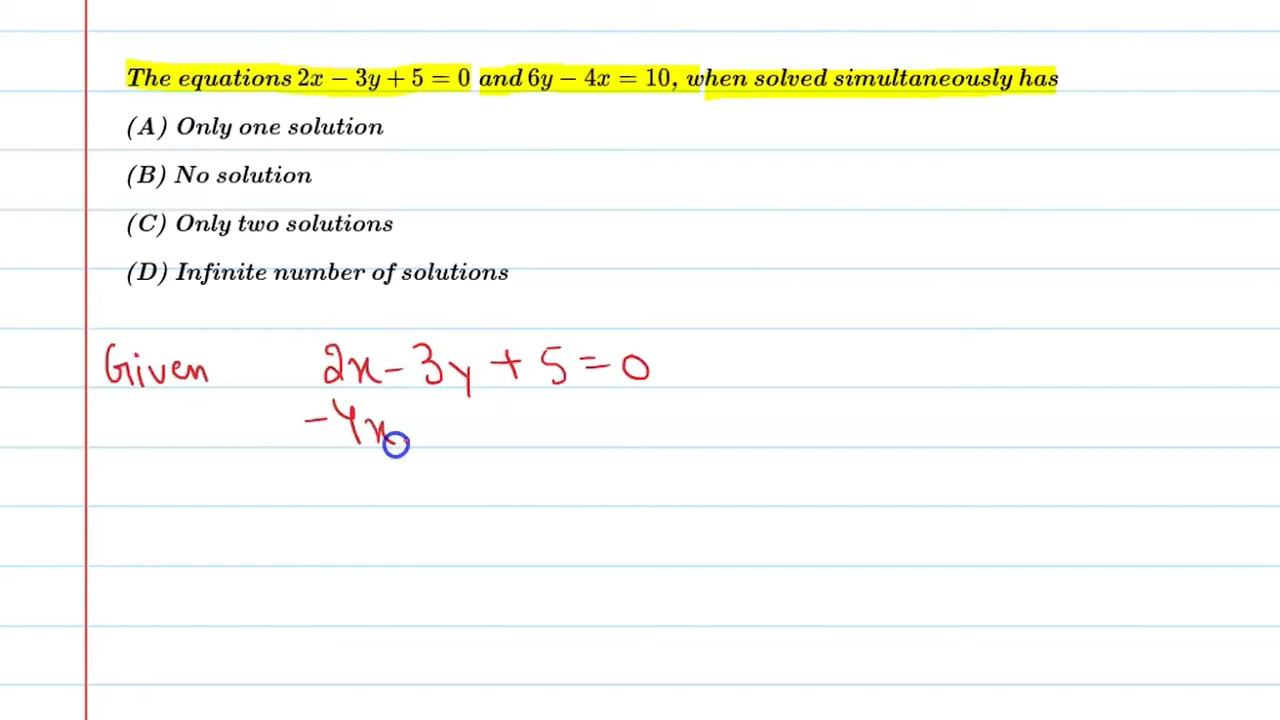 The equations 2x − 3y + 5 = 0 and 6y − 4x = 10, when solved simultaneously has
(A) Only one solution
(B) No solution
(C) Only two solutions
(D) Infinite number of solutions
Given 2x - 3y + 5 = 0
-4x